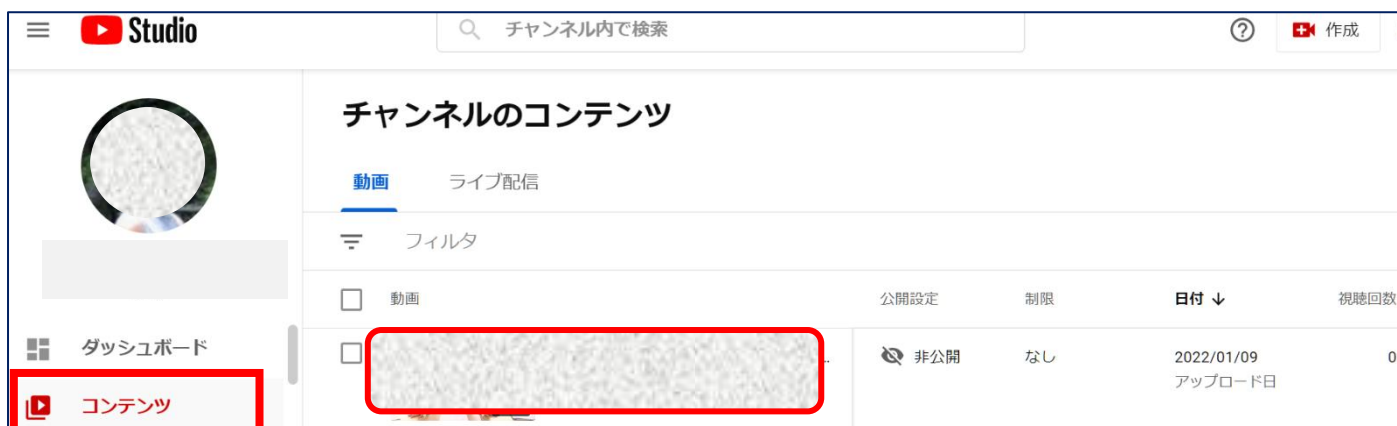 Studio
チャンネル内で検索
作成
チャンネルのコンテンツ
動画
ライブ配信
フィルタ
動画 公開設定 制限 日付 ↓ 視聴回数
ダッシュボード
... 非公開 なし 2022/01/09 0
アップロード日
コンテンツ